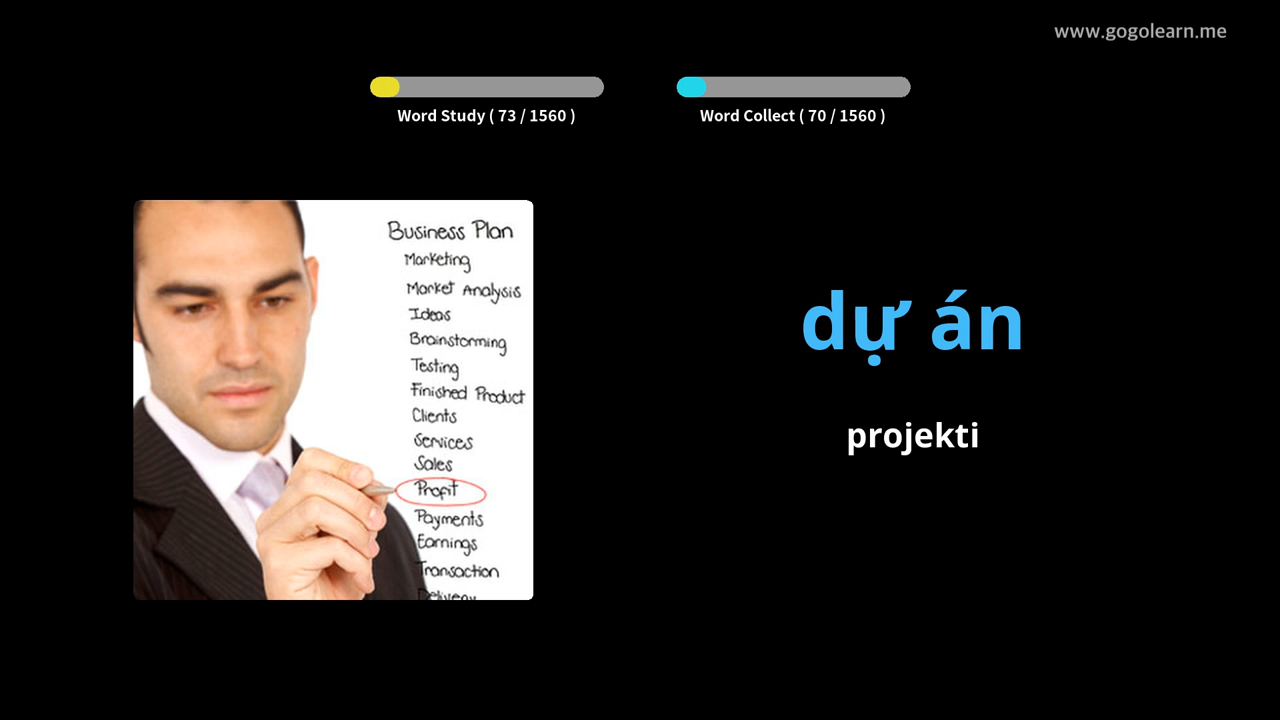 www.gogolearn.me
Word Study ( 73 / 1560 )
Word Collect ( 70 / 1560 )
Business Plan
Marketing
Market Analysis
Ideas
Brainstorming
Testing
Finished Product
Clients
Services
Sales
Profit
Payments
Earnings
Transaction
Delivery
dự án
projekti